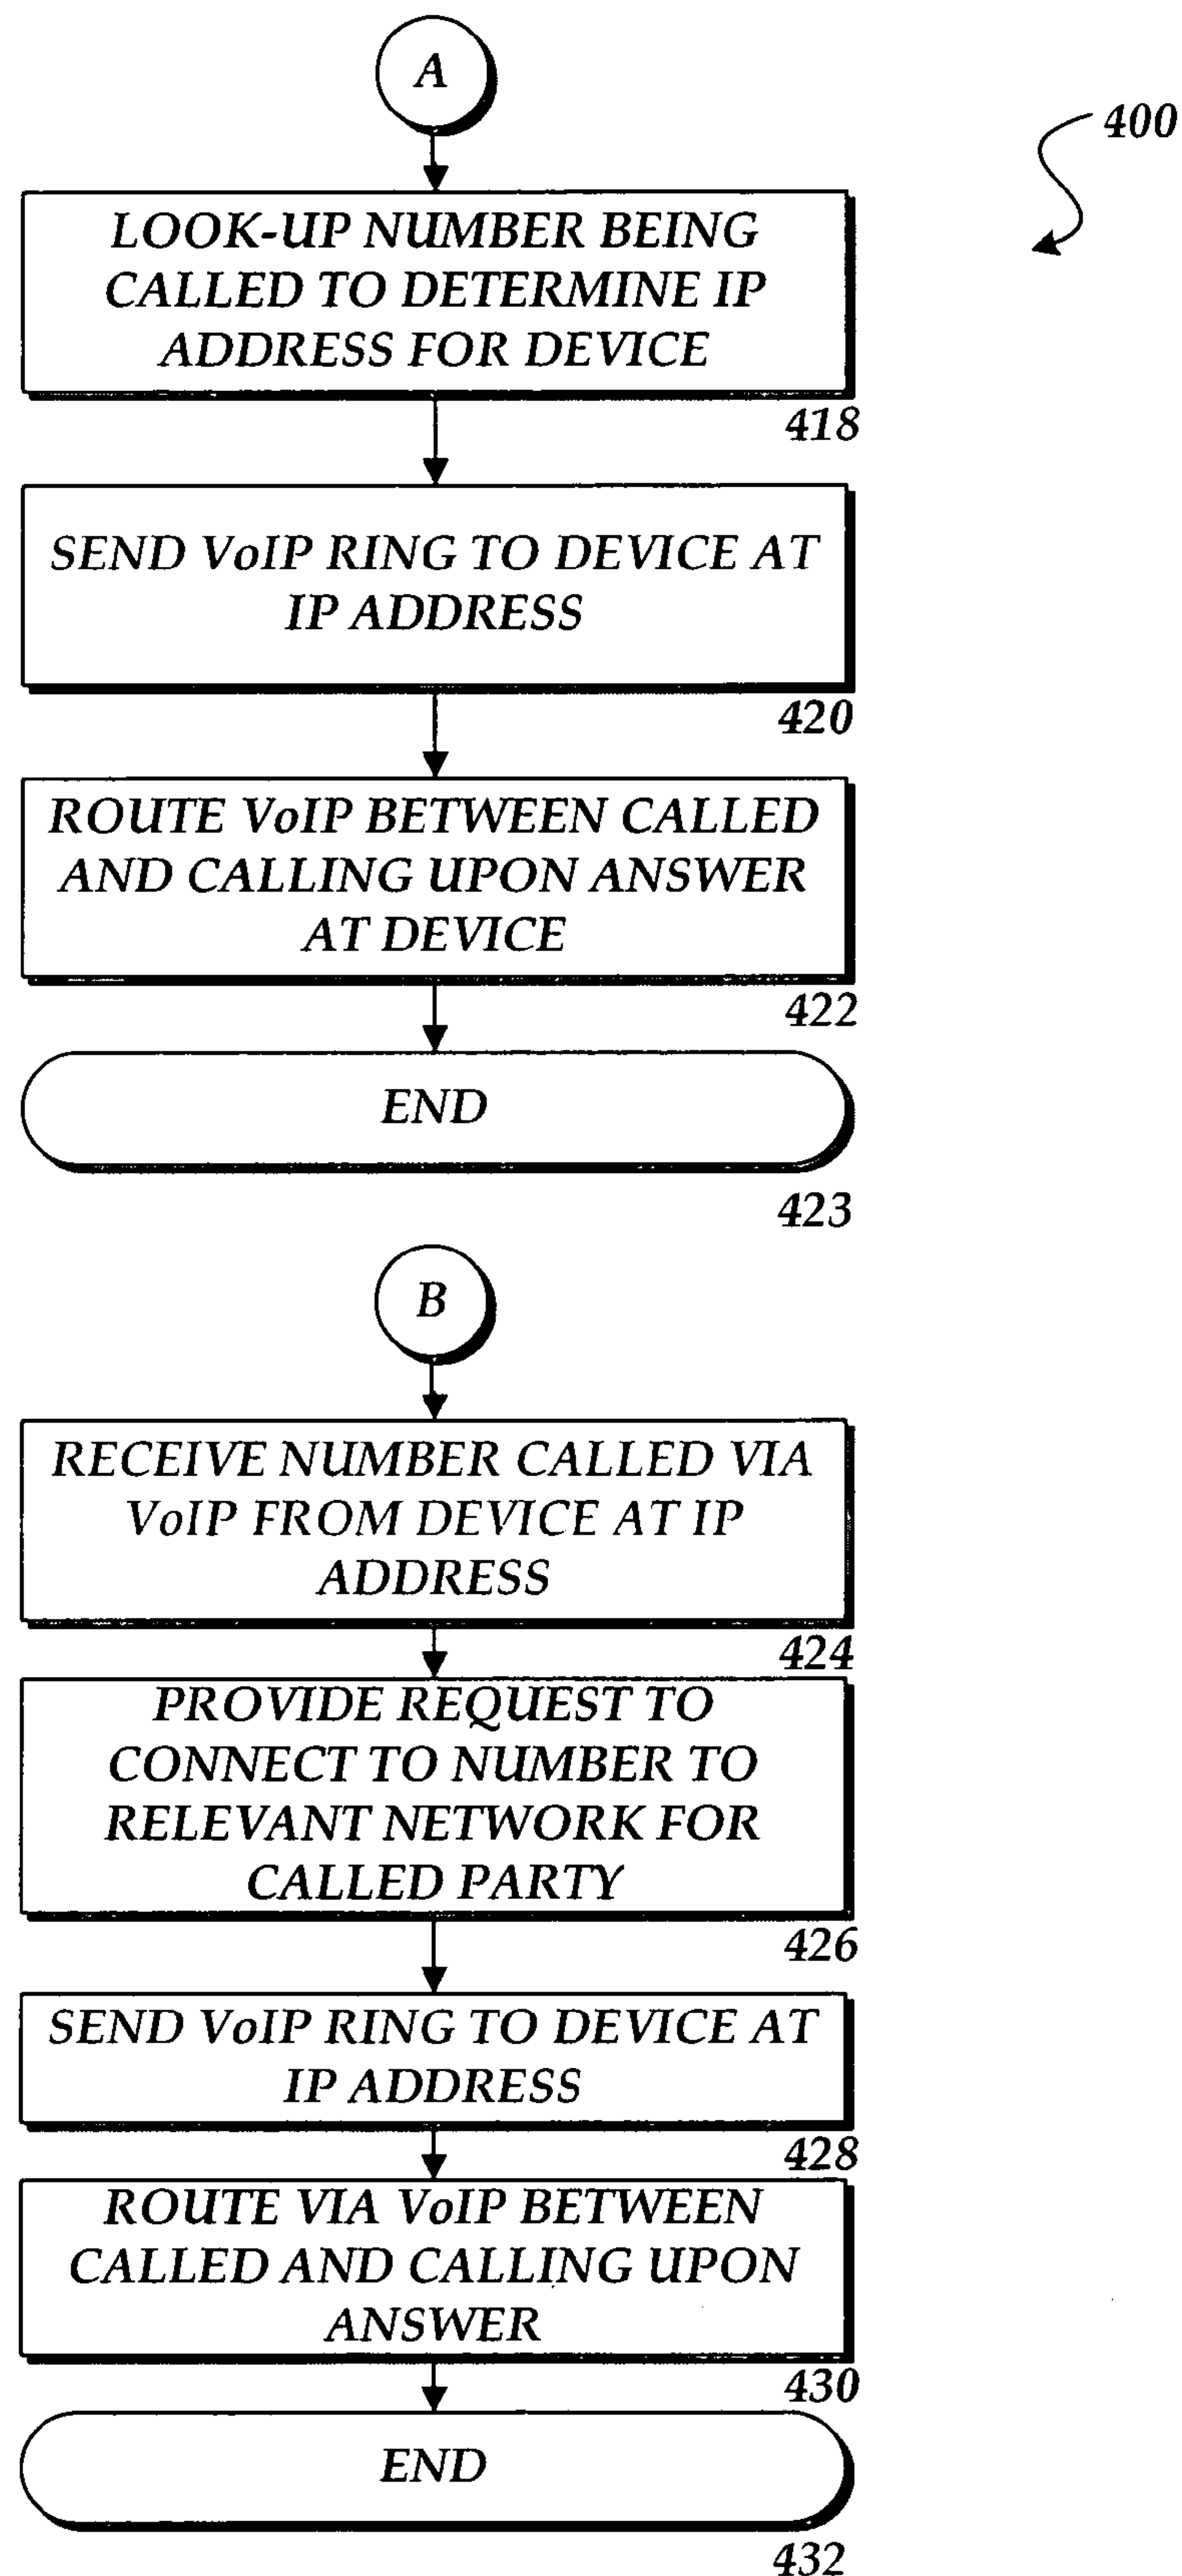 A
400
LOOK-UP NUMBER BEING
CALLED TO DETERMINE IP
ADDRESS FOR DEVICE
418
SEND VoIP RING TO DEVICE AT
IP ADDRESS
420
ROUTE VoIP BETWEEN CALLED
AND CALLING UPON ANSWER
AT DEVICE
422
END
423
B
RECEIVE NUMBER CALLED VIA
VoIP FROM DEVICE AT IP
ADDRESS
424
PROVIDE REQUEST TO
CONNECT TO NUMBER TO
RELEVANT NETWORK FOR
CALLED PARTY
426
SEND VoIP RING TO DEVICE AT
IP ADDRESS
428
ROUTE VIA VoIP BETWEEN
CALLED AND CALLING UPON
ANSWER
430
END
432